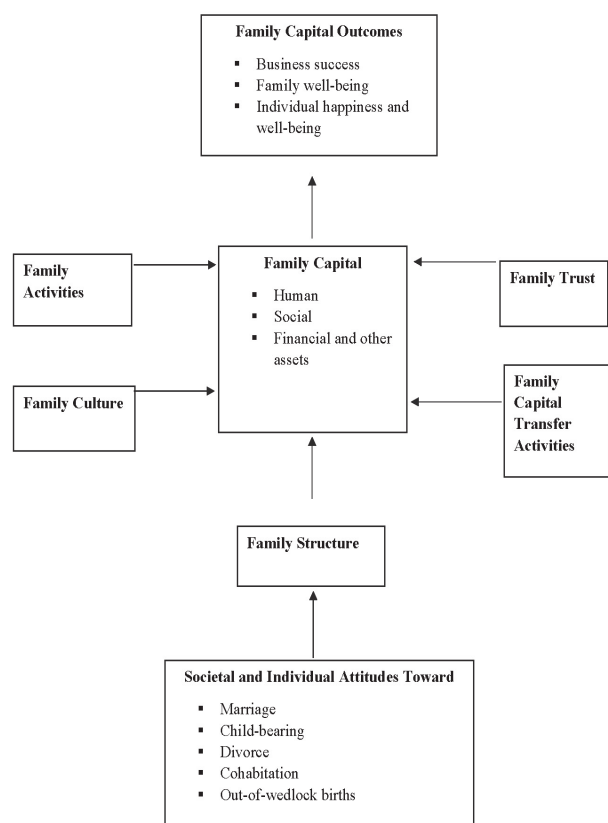 Family Capital Outcomes
▪ Business success
▪ Family well-being
▪ Individual happiness and
well-being
Family
Activities
Family Capital
▪ Human
▪ Social
▪ Financial and other
assets
Family Trust
Family Culture
Family
Capital
Transfer
Activities
Family Structure
Societal and Individual Attitudes Toward
▪ Marriage
▪ Child-bearing
▪ Divorce
▪ Cohabitation
▪ Out-of-wedlock births